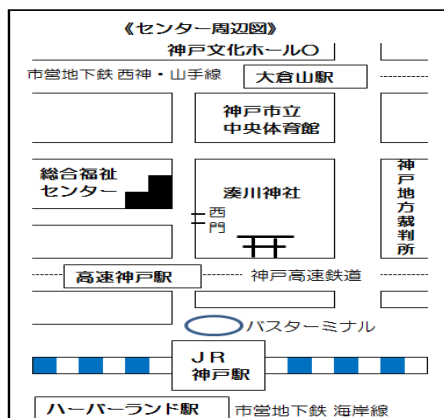 《センター周辺図》
神戸文化ホール〇
市営地下鉄 西神・山手線
大倉山駅
神戸市立
中央体育館
総合福祉
センター
湊川神社
西門
神戸地方裁判所
高速神戸駅
神戸高速鉄道
バスターミナル
JR
神戸駅
ハーバーランド駅
市営地下鉄 海岸線